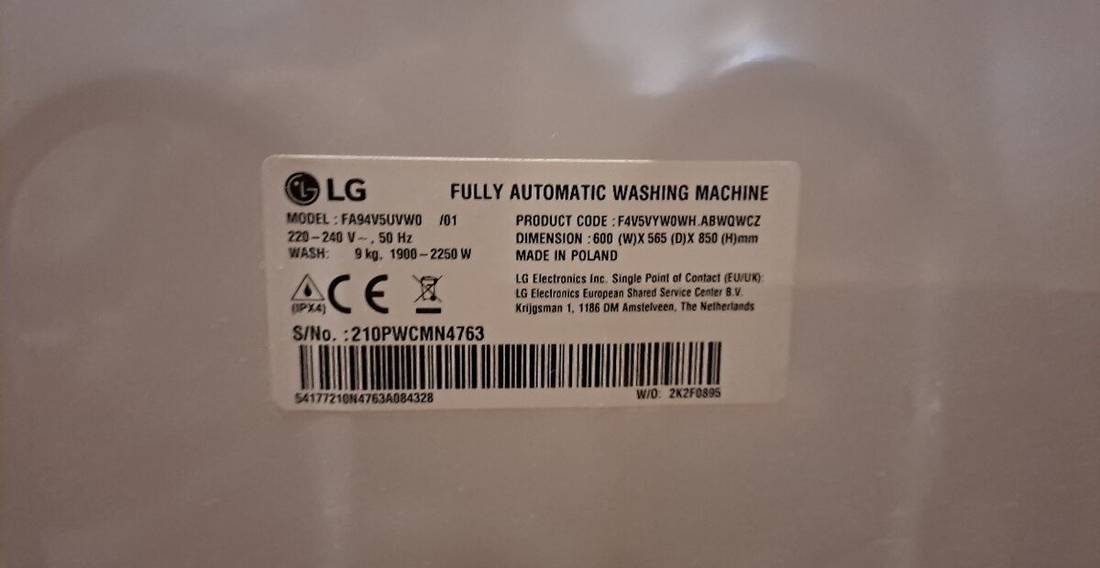 LG FULLY AUTOMATIC WASHING MACHINE
MODEL : FA94V5UVW0 /01
220-240 V~, 50 Hz
WASH: 9 kg, 1900-2250 W
PRODUCT CODE : F4V5VYW0WH.ABWQWCZ
DIMENSION : 600 (W)X 565 (D)X 850 (H)mm
MADE IN POLAND
LG Electronics Inc. Single Point of Contact (EU/UK):
LG Electronics European Shared Service Center B.V.
Krijgsman 1, 1186 DM Amstelveen, The Netherlands
(IPX4) CE
S/No. :210PWCMN4763
S4177210N4763A084328
W/O: 2K2F0895